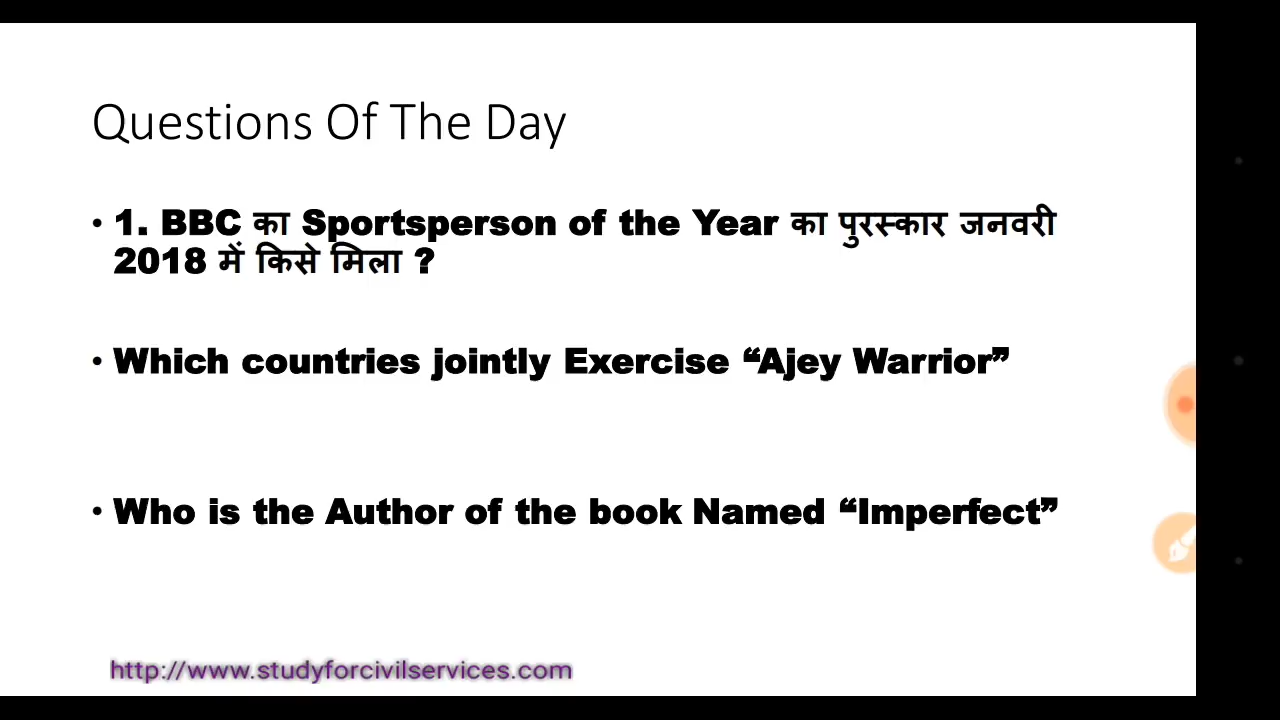 Questions Of The Day
• 1. BBC का Sportsperson of the Year का पुरस्कार जनवरी
2018 में किसे मिला ?
• Which countries jointly Exercise “Ajey Warrior”
• Who is the Author of the book Named “Imperfect”
http://www.studyforcivilservices.com